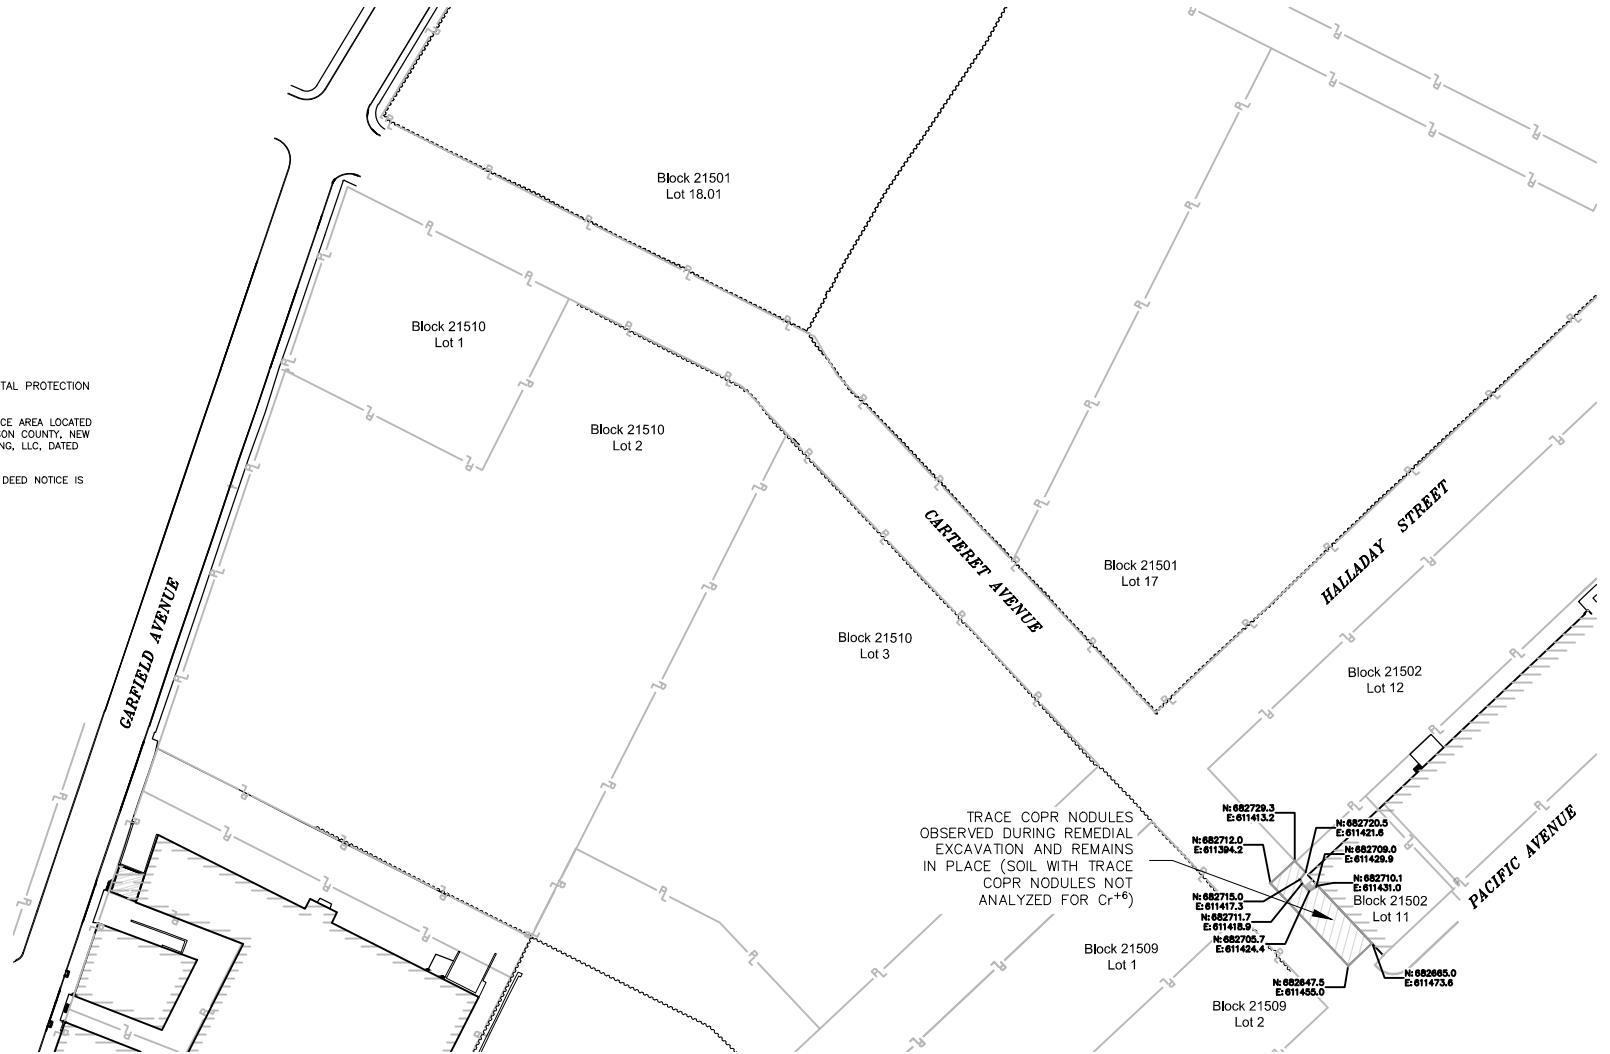 Block 21501
Lot 18.01
Block 21510
Lot 1
TAL PROTECTION
CE AREA LOCATED
SON COUNTY, NEW
NG, LLC, DATED
DEED NOTICE IS
Block 21510
Lot 2
CARTERET AVENUE
HALLADAY STREET
Block 21501
Lot 17
GARFIELD AVENUE
Block 21510
Lot 3
Block 21502
Lot 12
TRACE COPR NODULES
OBSERVED DURING REMEDIAL
EXCAVATION AND REMAINS
IN PLACE (SOIL WITH TRACE
COPR NODULES NOT
ANALYZED FOR Cr+6)
N: 682729.3
E: 611413.2
N: 682720.5
E: 611421.6
N: 682712.0
E: 611394.2
N: 682709.0
E: 611429.9
N: 682710.1
E: 611431.0
N: 682715.0
E: 611417.3
N: 682711.7
E: 611418.9
N: 682705.7
E: 611424.4
Block 21502
Lot 11
PACIFIC AVENUE
Block 21509
Lot 1
N: 682665.0
E: 611473.6
N: 682647.5
E: 611455.0
Block 21509
Lot 2